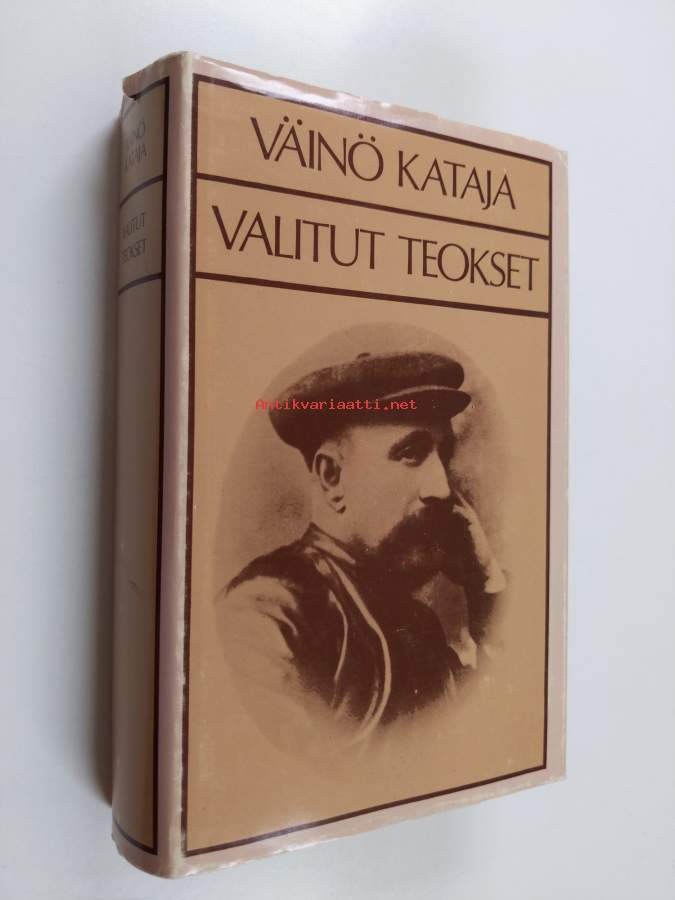 VÄINÖ
KATAJA
VALITUT
TEOKSET
VÄINÖ KATAJA
VALITUT TEOKSET
Antikvariaatti.net